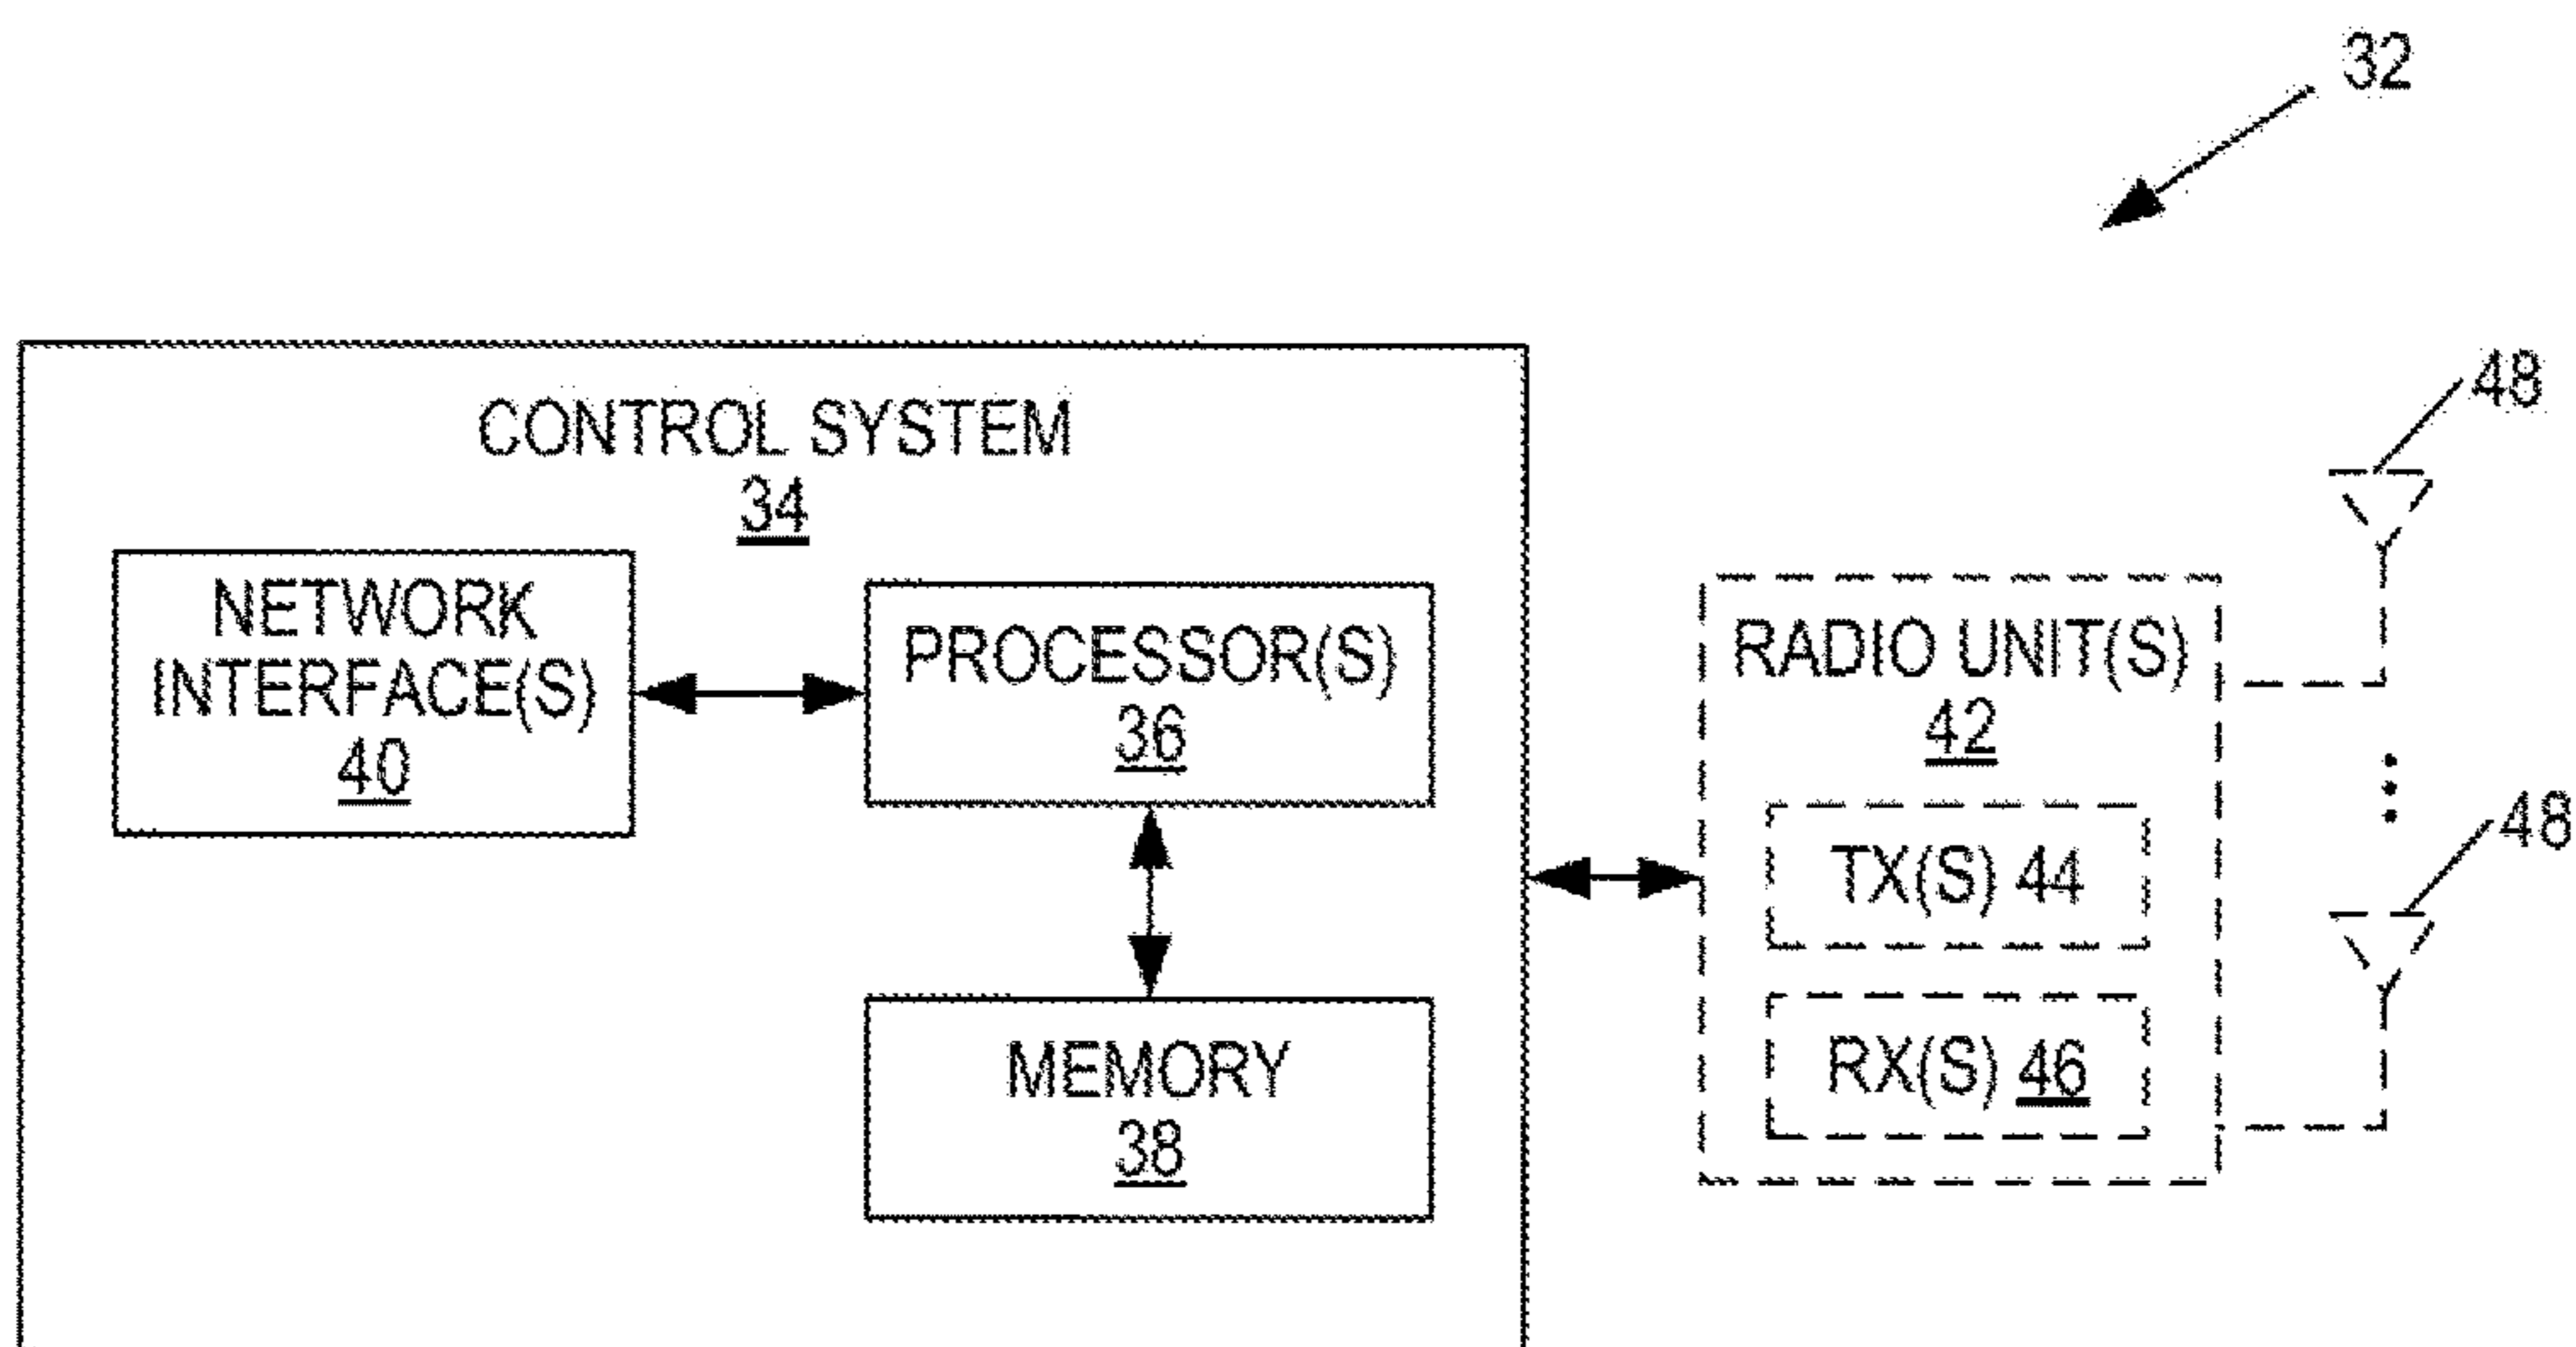 32
CONTROL SYSTEM
34
NETWORK
INTERFACE(S)
40
PROCESSOR(S)
36
MEMORY
38
RADIO UNIT(S)
42
TX(S) 44
RX(S) 46
48
48